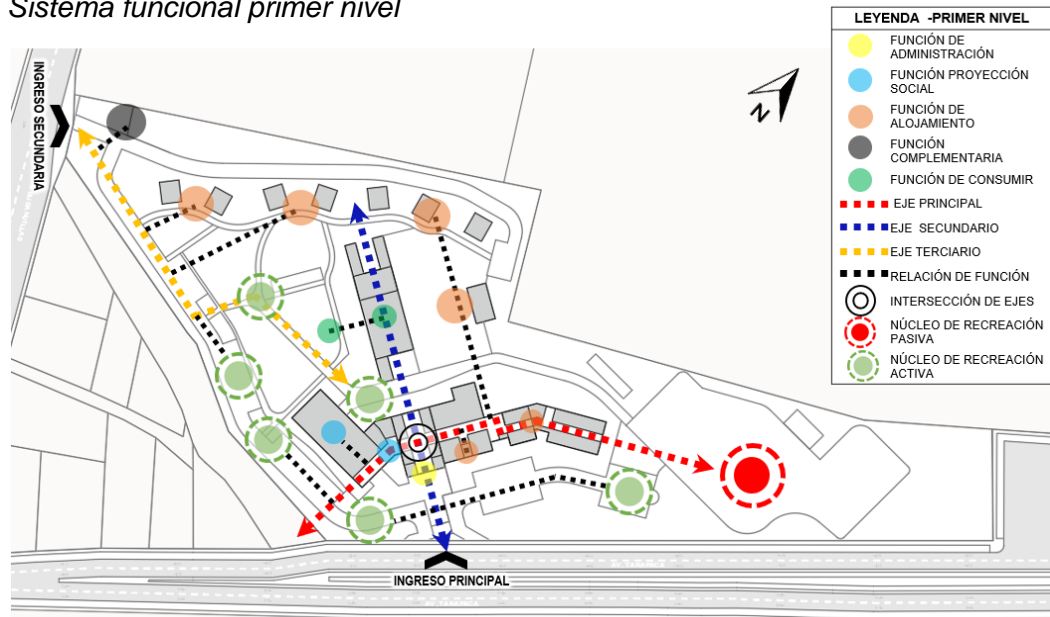 Sistema funcional primer nivel
LEYENDA -PRIMER NIVEL
FUNCIÓN DE
ADMINISTRACIÓN
FUNCIÓN PROYECCIÓN
SOCIAL
FUNCIÓN DE
ALOJAMIENTO
FUNCIÓN
COMPLEMENTARIA
FUNCIÓN DE CONSUMIR
EJE PRINCIPAL
EJE SECUNDARIO
EJE TERCIARIO
RELACIÓN DE FUNCIÓN
INTERSECCIÓN DE EJES
NÚCLEO DE RECREACIÓN
PASIVA
NÚCLEO DE RECREACIÓN
ACTIVA
INGRESO SECUNDARIA
N
INGRESO PRINCIPAL